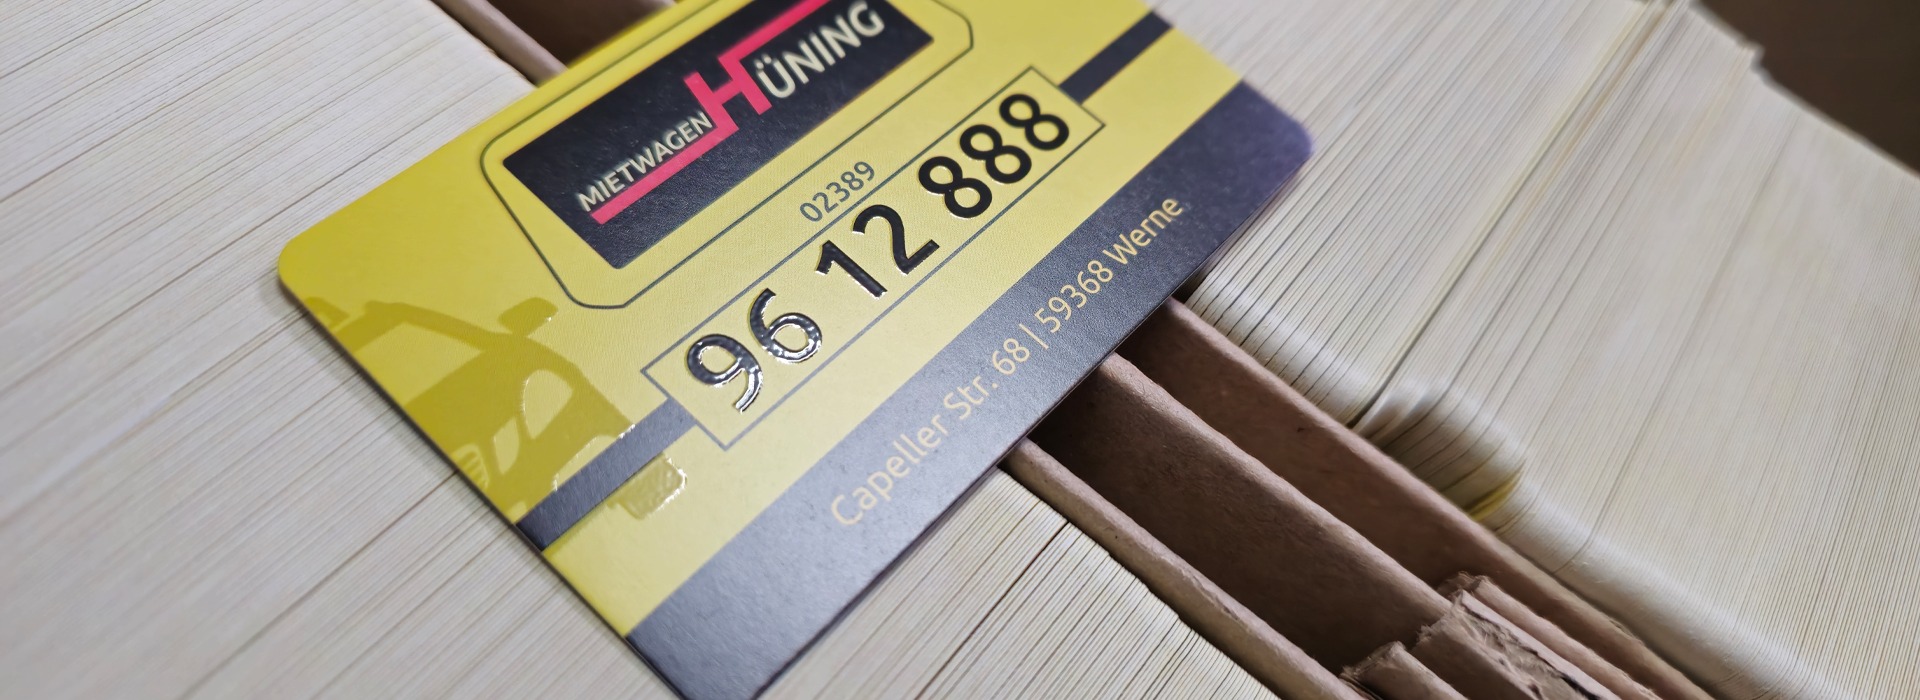 MIETWAGEN HÜNING
02389
96 12 888
Capeller Str. 68 | 59368 Werne